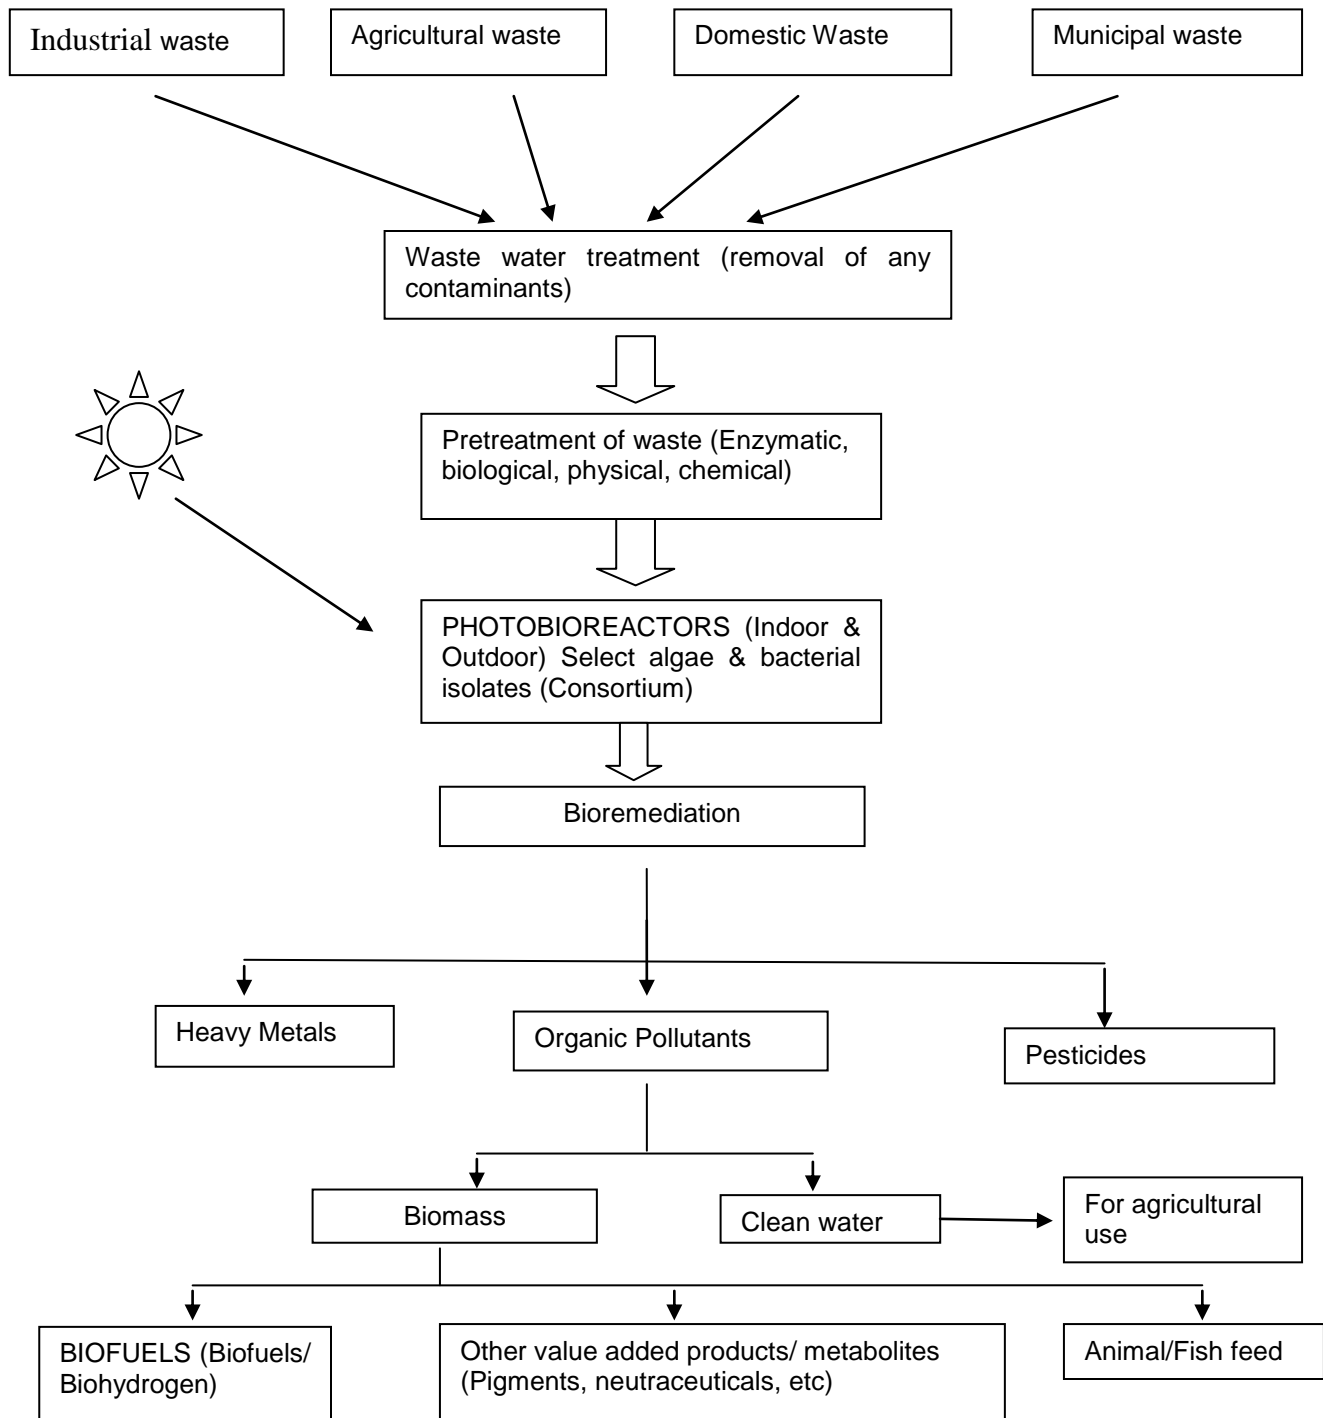 Industrial waste
Agricultural waste
Domestic Waste
Municipal waste
Waste water treatment (removal of any
contaminants)
Pretreatment of waste (Enzymatic,
biological, physical, chemical)
PHOTOBIOREACTORS (Indoor &
Outdoor) Select algae & bacterial
isolates (Consortium)
Bioremediation
Heavy Metals
Organic Pollutants
Pesticides
Biomass
Clean water
For agricultural
use
BIOFUELS (Biofuels/
Biohydrogen)
Other value added products/ metabolites
(Pigments, neutraceuticals, etc)
Animal/Fish feed